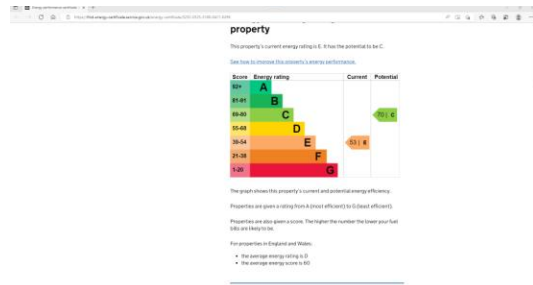 Energy performance certificate
property
This property's current energy rating is E. It has the potential to be C.
See how to improve this property's energy performance.
Score Energy rating Current Potential
92+ A
81-91 B
69-80 C 70 | C
55-68 D
39-54 E 53 | E
21-38 F
1-20 G
The graph shows this property's current and potential energy efficiency.
Properties are given a rating from A (most efficient) to G (least efficient).
Properties are also given a score. The higher the number the lower your fuel
bills are likely to be.
For properties in England and Wales:
the average energy rating is D
the average energy score is 60